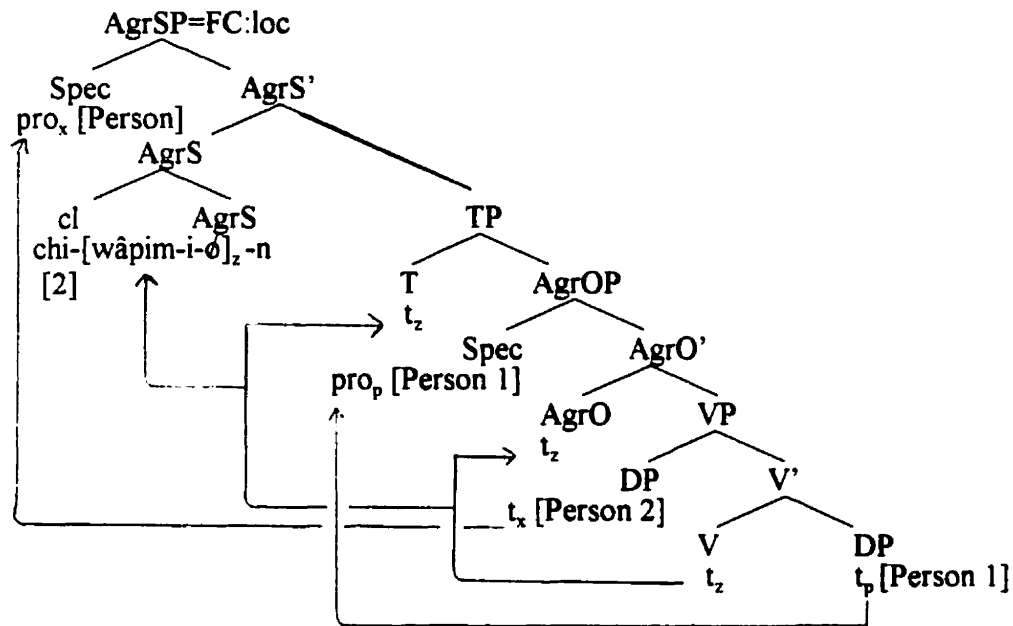 AgrSP=FC:loc
Spec AgrS'
proₓ [Person]
AgrS
cl AgrS TP
chi-[wâpim-i-ø]z -n
[2] T AgrOP
tz
Spec AgrO'
proₚ [Person 1]
AgrO VP
tz
DP V'
tₓ [Person 2]
V DP
tz tₚ [Person 1]